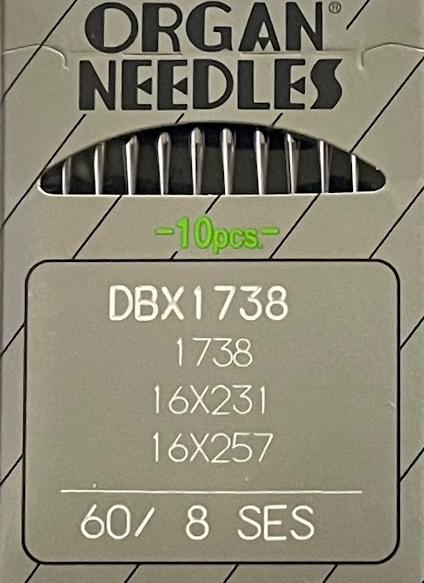 ORGAN®
NEEDLES
-10pcs.-
DBX1738
1738
16X231
16X257
60/ 8 SES